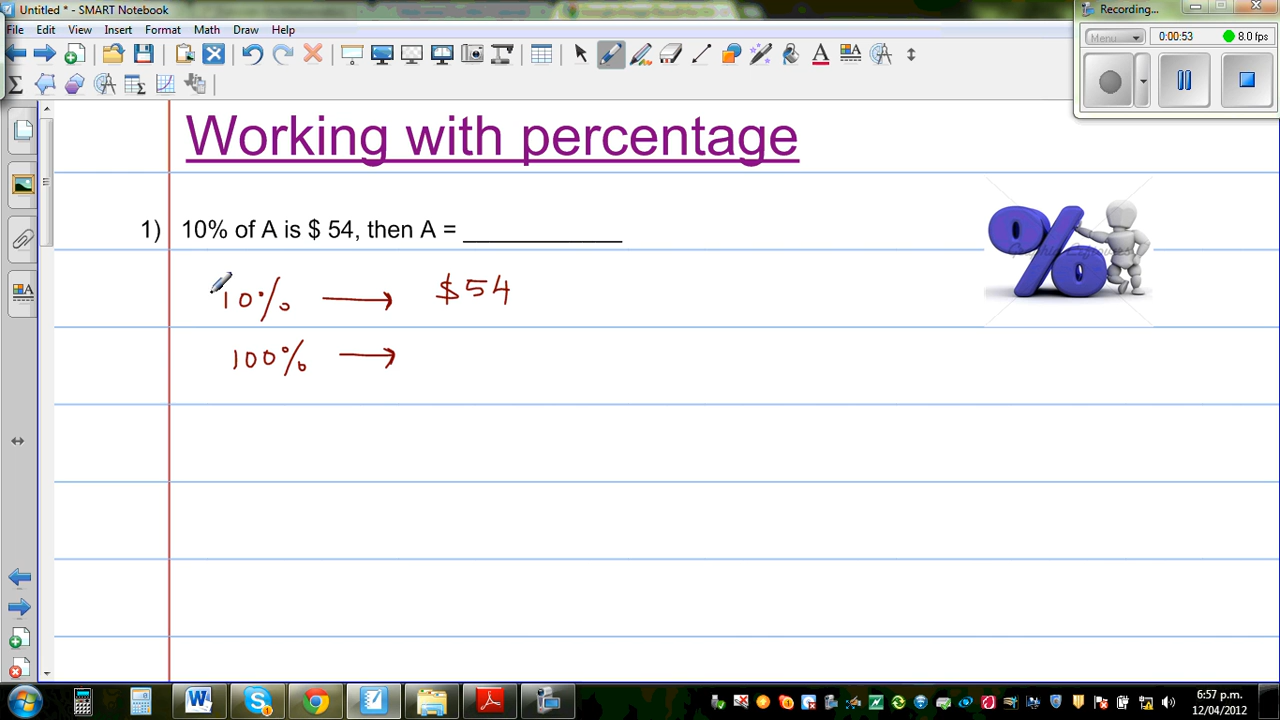 Untitled * - SMART Notebook
Recording...
File Edit View Insert Format Math Draw Help
Menu
0:00:53
8.0 fps
Working with percentage
1) 10% of A is $ 54, then A = ____________
10% → $54
100% →
6:57 p.m.
12/04/2012